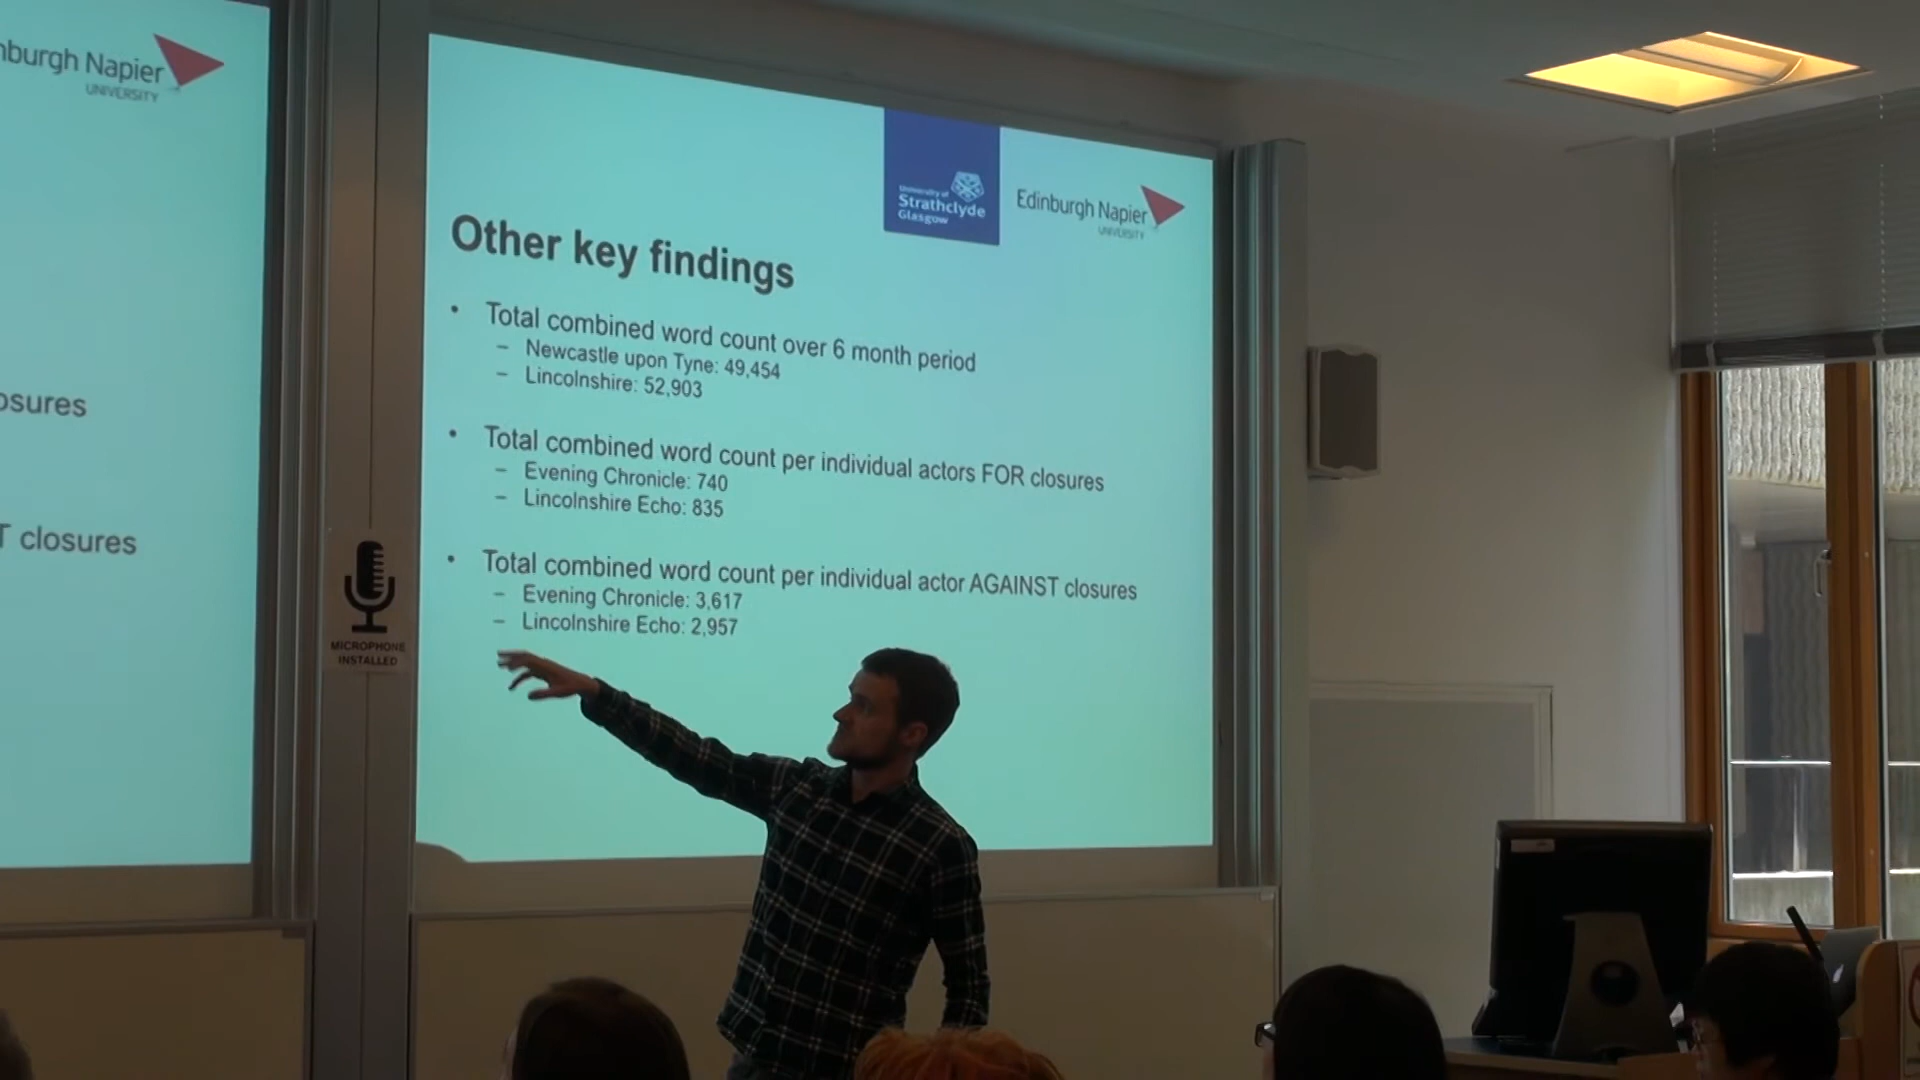 nburgh Napier
UNIVERSITY
osures
T closures
MICROPHONE
INSTALLED
University of
Strathclyde
Glasgow
Edinburgh Napier
UNIVERSITY
Other key findings
• Total combined word count over 6 month period
– Newcastle upon Tyne: 49,454
– Lincolnshire: 52,903
• Total combined word count per individual actors FOR closures
– Evening Chronicle: 740
– Lincolnshire Echo: 835
• Total combined word count per individual actor AGAINST closures
– Evening Chronicle: 3,617
– Lincolnshire Echo: 2,957